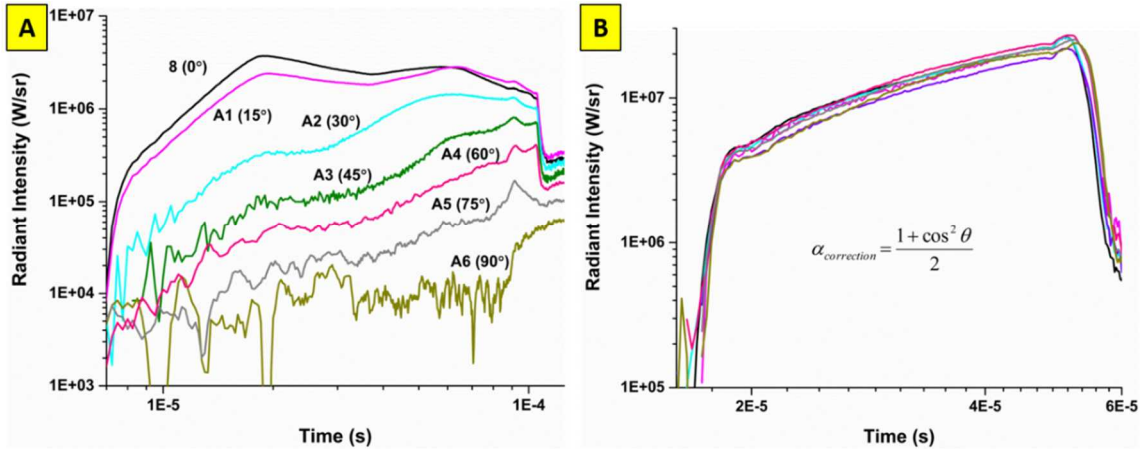 A
1E+07
1E+06
1E+05
1E+04
1E+03
Radiant Intensity (W/sr)
8 (0°)
A1 (15°)
A2 (30°)
A3 (45°)
A4 (60°)
A5 (75°)
A6 (90°)
1E-5
1E-4
Time (s)
B
1E+07
1E+06
1E+05
Radiant Intensity (W/sr)
α_correction = (1 + cos² θ) / 2
2E-5
4E-5
6E-5
Time (s)